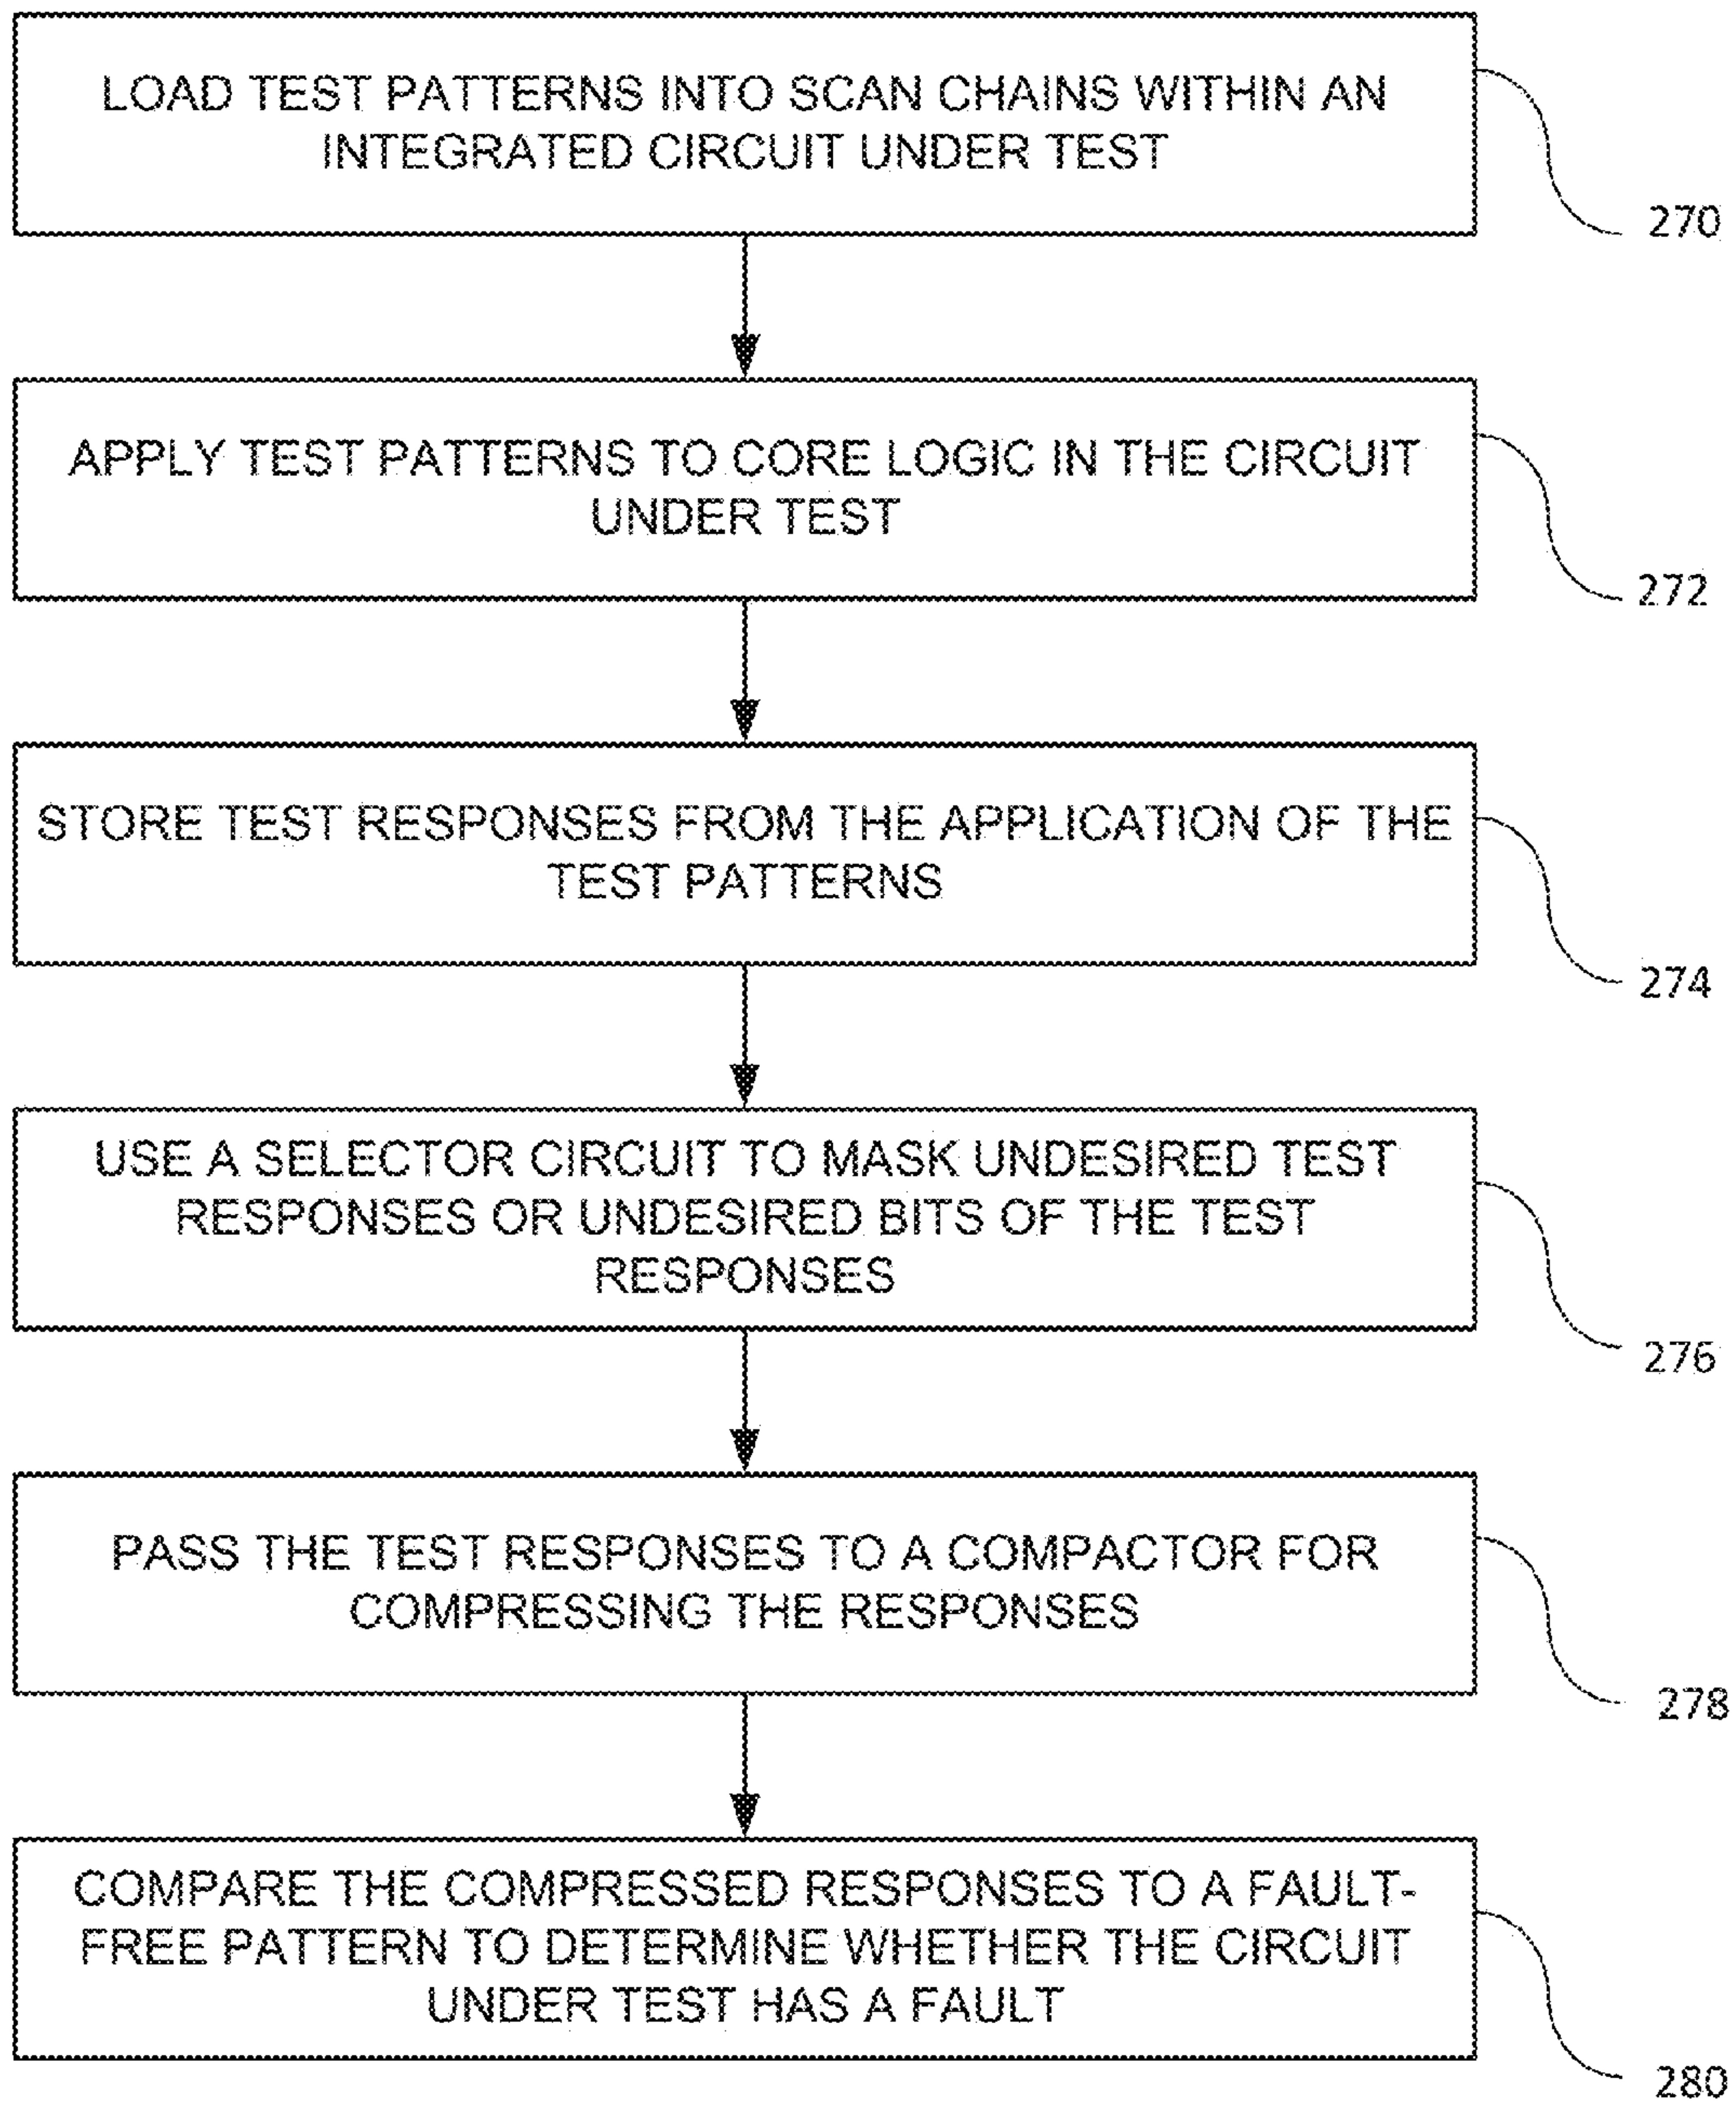 LOAD TEST PATTERNS INTO SCAN CHAINS WITHIN AN
INTEGRATED CIRCUIT UNDER TEST
270
APPLY TEST PATTERNS TO CORE LOGIC IN THE CIRCUIT
UNDER TEST
272
STORE TEST RESPONSES FROM THE APPLICATION OF THE
TEST PATTERNS
274
USE A SELECTOR CIRCUIT TO MASK UNDESIRED TEST
RESPONSES OR UNDESIRED BITS OF THE TEST
RESPONSES
276
PASS THE TEST RESPONSES TO A COMPACTOR FOR
COMPRESSING THE RESPONSES
278
COMPARE THE COMPRESSED RESPONSES TO A FAULT-
FREE PATTERN TO DETERMINE WHETHER THE CIRCUIT
UNDER TEST HAS A FAULT
280